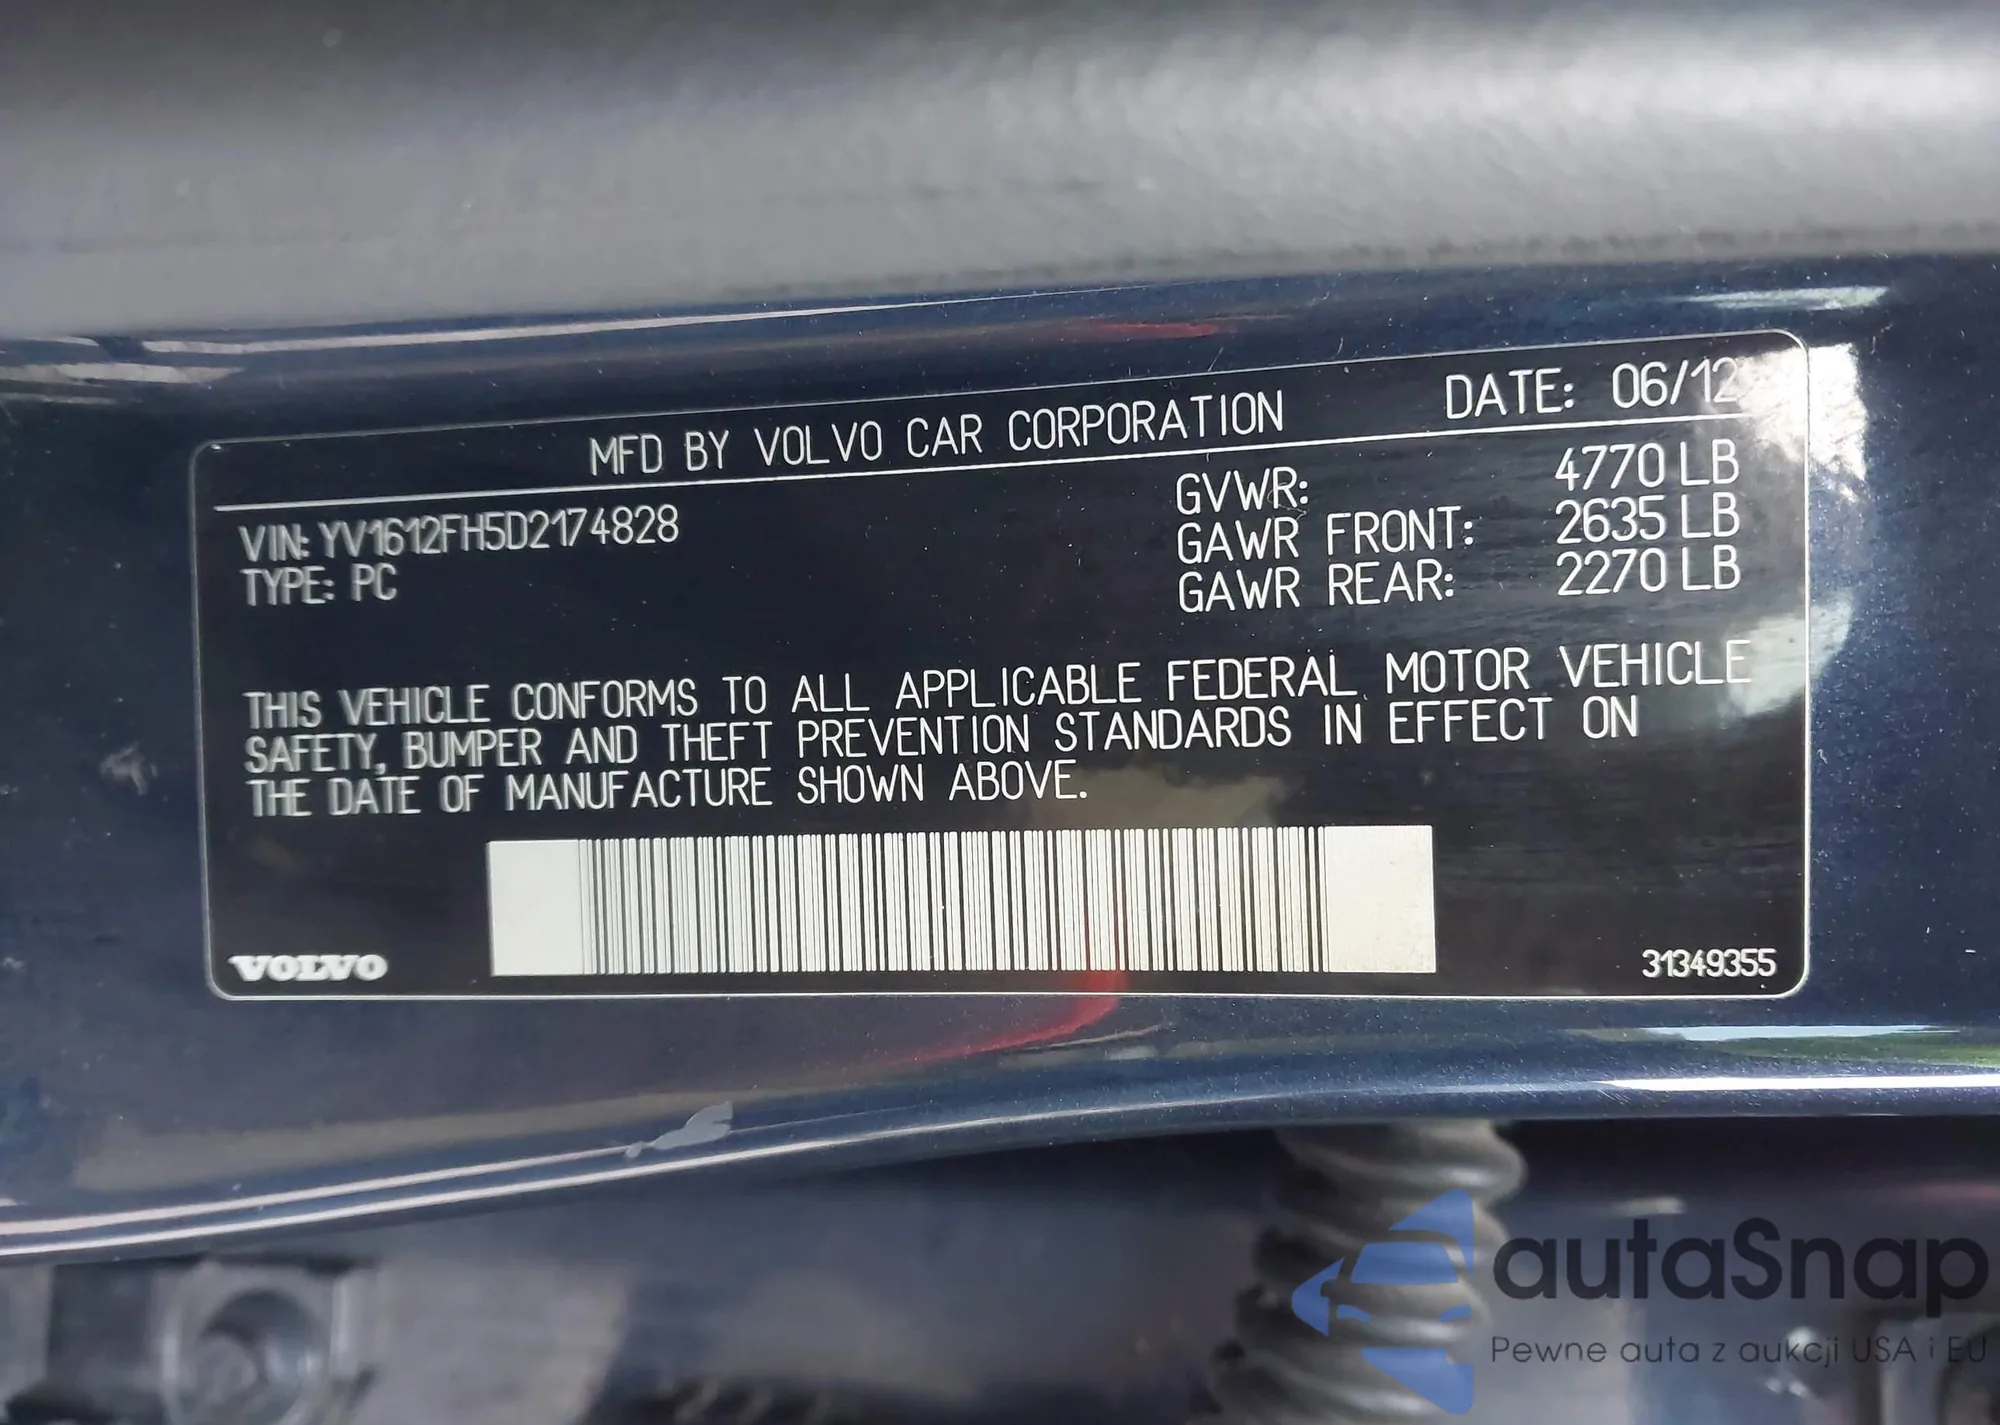 MFD BY VOLVO CAR CORPORATION DATE: 06/12
VIN: YV1612FH5D2174828 GVWR: 4770 LB
TYPE: PC GAWR FRONT: 2635 LB
GAWR REAR: 2270 LB
THIS VEHICLE CONFORMS TO ALL APPLICABLE FEDERAL MOTOR VEHICLE
SAFETY, BUMPER AND THEFT PREVENTION STANDARDS IN EFFECT ON
THE DATE OF MANUFACTURE SHOWN ABOVE.
VOLVO 31349355
autaSnap
Pewne auta z aukcji USA i EU